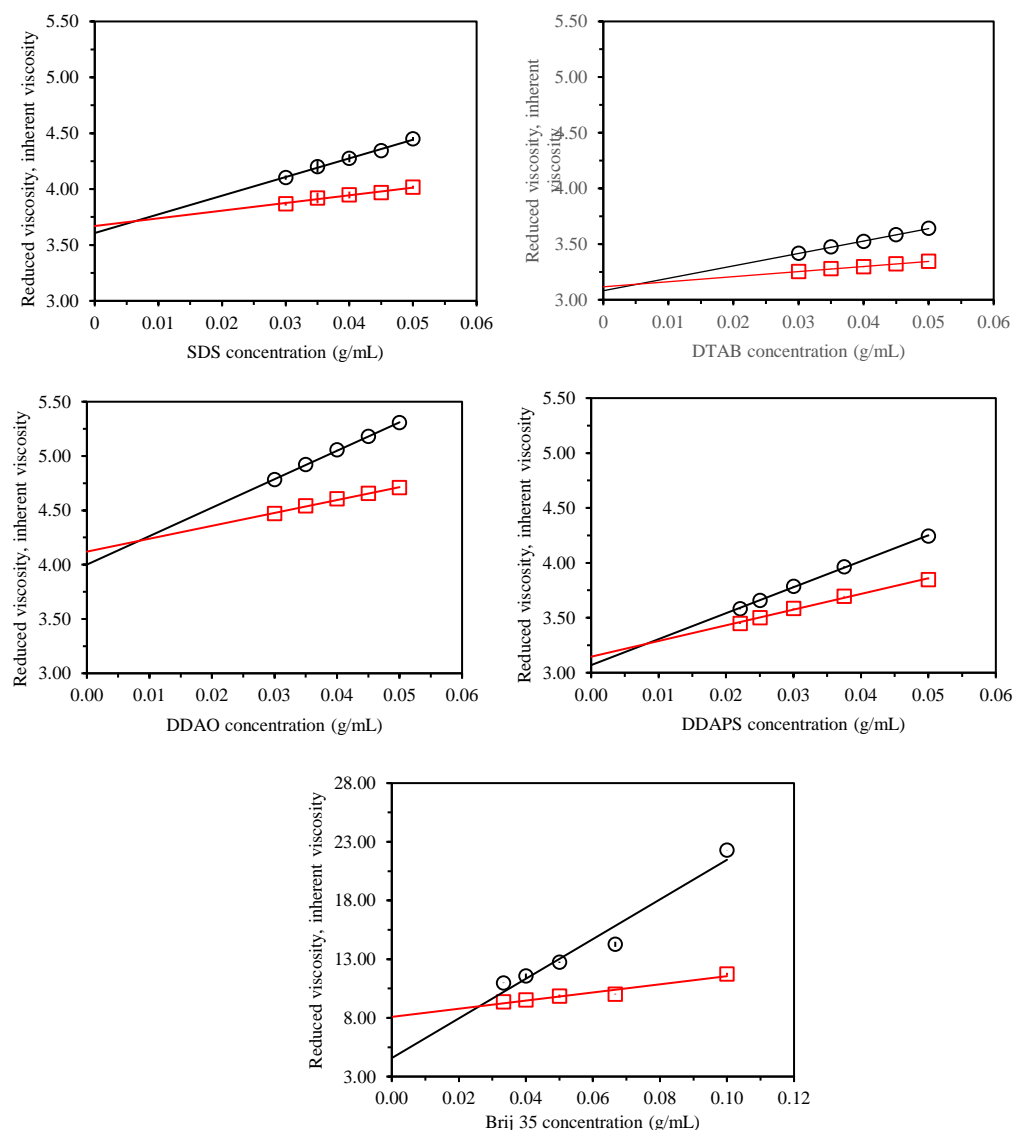 Reduced viscosity, inherent viscosity
5.50
5.00
4.50
4.00
3.50
3.00
0 0.01 0.02 0.03 0.04 0.05 0.06
SDS concentration (g/mL)
Reduced viscosity, inherent
viscosity
5.50
5.00
4.50
4.00
3.50
3.00
0 0.01 0.02 0.03 0.04 0.05 0.06
DTAB concentration (g/mL)
Reduced viscosity, inherent viscosity
5.50
5.00
4.50
4.00
3.50
3.00
0.00 0.01 0.02 0.03 0.04 0.05 0.06
DDAO concentration (g/mL)
Reduced viscosity, inherent viscosity
5.50
5.00
4.50
4.00
3.50
3.00
0.00 0.01 0.02 0.03 0.04 0.05 0.06
DDAPS concentration (g/mL)
Reduced viscosity, inherent viscosity
28.00
23.00
18.00
13.00
8.00
3.00
0.00 0.02 0.04 0.06 0.08 0.10 0.12
Brij 35 concentration (g/mL)